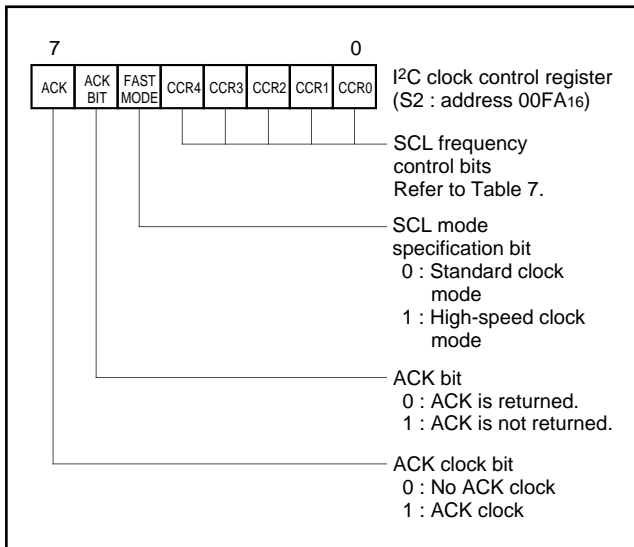 7 0
ACK ACK BIT FAST MODE CCR4 CCR3 CCR2 CCR1 CCR0
I2C clock control register
(S2 : address 00FA16)
SCL frequency
control bits
Refer to Table 7.
SCL mode
specification bit
0 : Standard clock
mode
1 : High-speed clock
mode
ACK bit
0 : ACK is returned.
1 : ACK is not returned.
ACK clock bit
0 : No ACK clock
1 : ACK clock